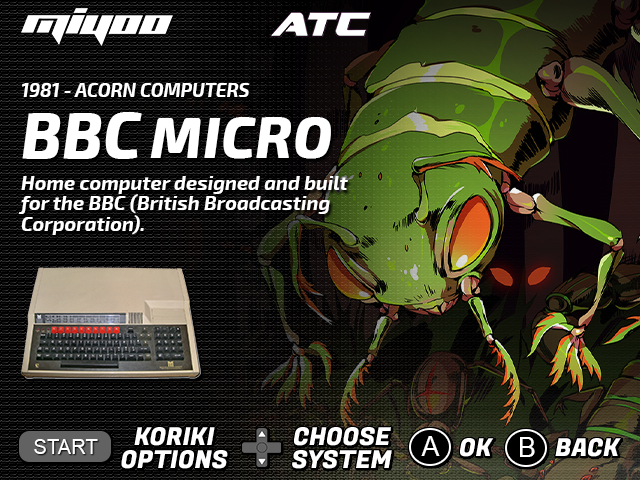 miyoo
ATC
1981 - ACORN COMPUTERS
BBC MICRO
Home computer designed and built
for the BBC (British Broadcasting
Corporation).
START
KORIKI
OPTIONS
CHOOSE
SYSTEM
A OK
B BACK